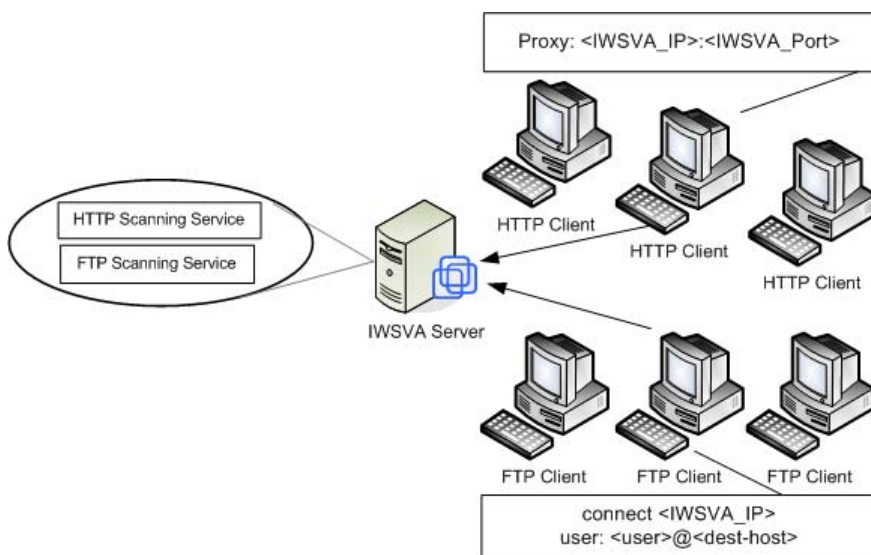 Proxy: <IWSVA_IP>:<IWSVA_Port>
HTTP Scanning Service
FTP Scanning Service
IWSVA Server
HTTP Client
HTTP Client
HTTP Client
FTP Client
FTP Client
FTP Client
connect <IWSVA_IP>
user: <user>@<dest-host>